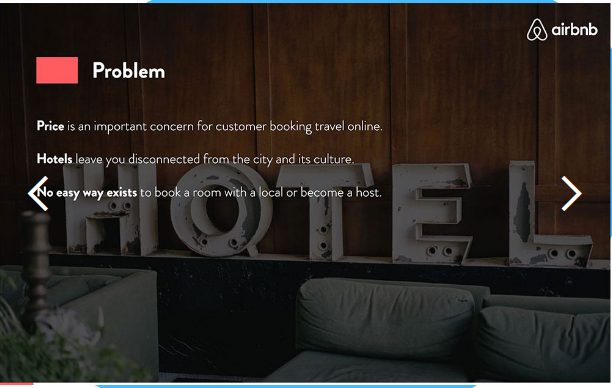 airbnb
Problem
Price is an important concern for customer booking travel online.
Hotels leave you disconnected from the city and its culture.
No easy way exists to book a room with a local or become a host.
HOTEL